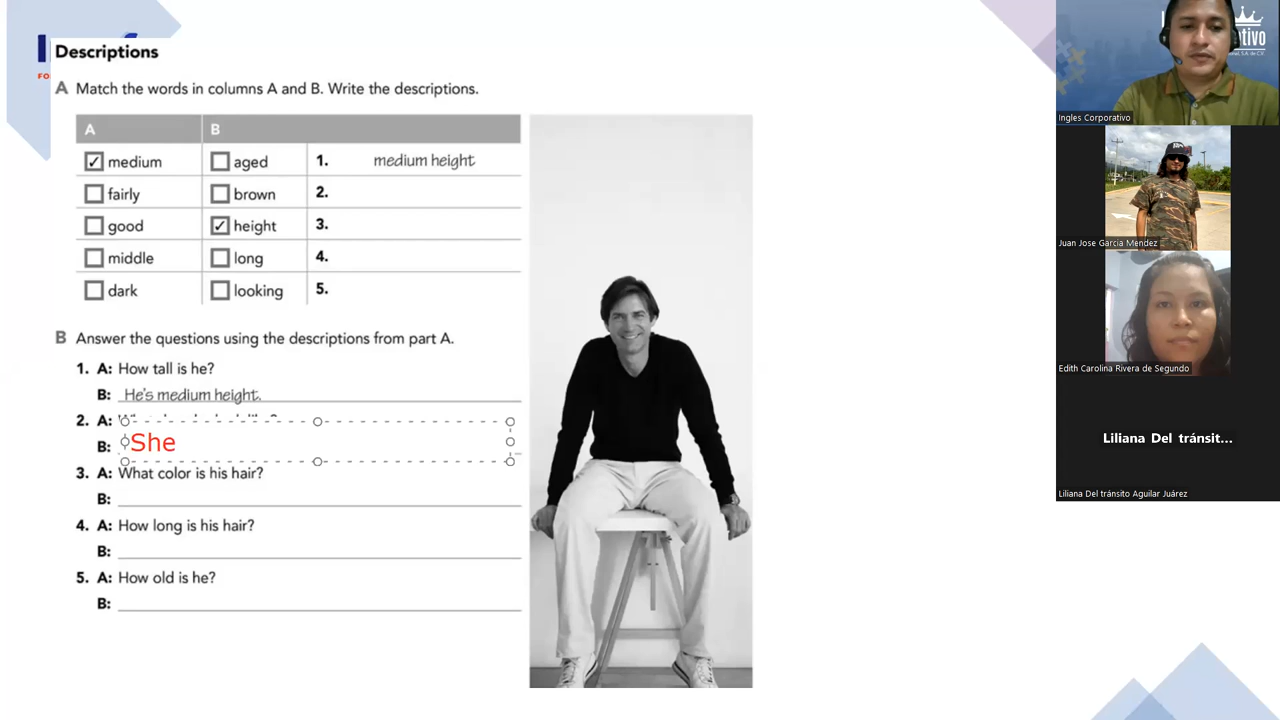 Descriptions
A Match the words in columns A and B. Write the descriptions.
A B
✓ medium aged 1. medium height
fairly brown 2.
good ✓ height 3.
middle long 4.
dark looking 5.
B Answer the questions using the descriptions from part A.
1. A: How tall is he?
B: He's medium height.
2. A:
B: She
3. A: What color is his hair?
B:
4. A: How long is his hair?
B:
5. A: How old is he?
B:
Ingles Corporativo
Juan Jose Garcia Mendez
Edith Carolina Rivera de Segundo
Liliana Del tránsit...
Liliana Del tránsito Aguilar Juárez